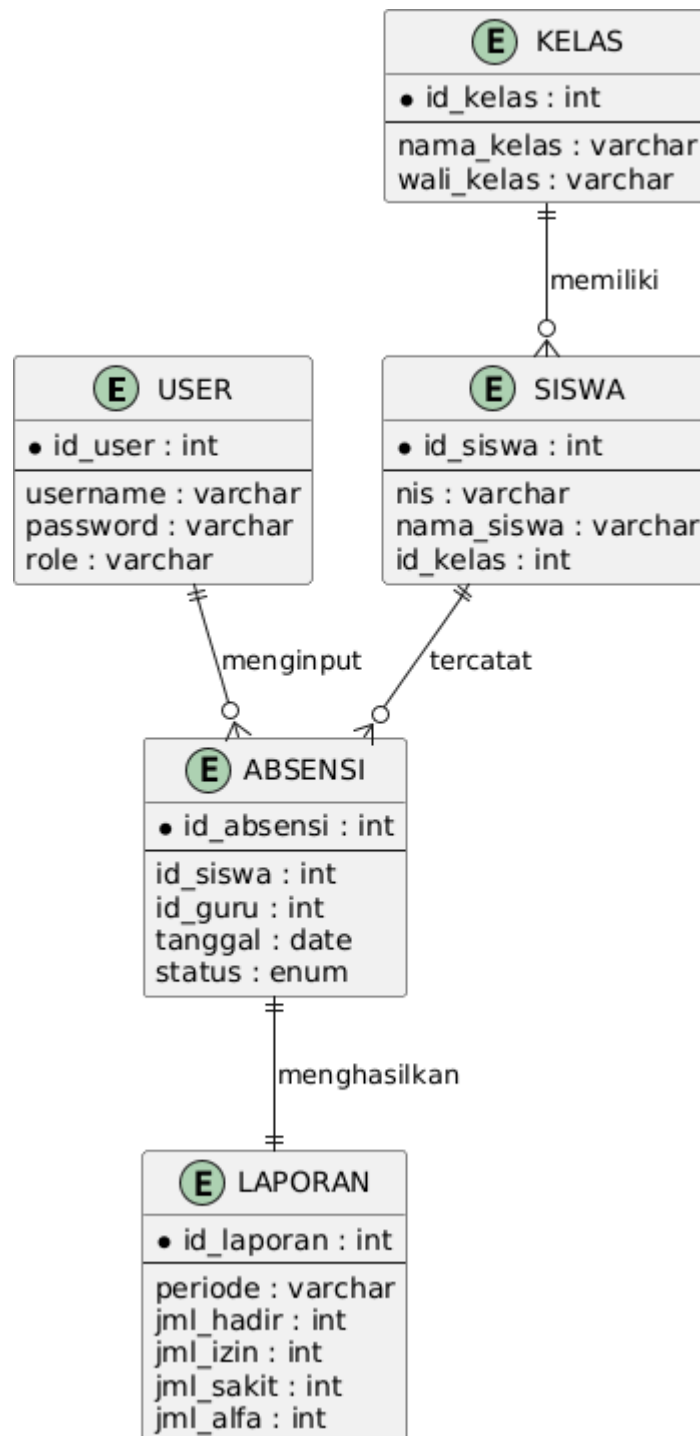 E KELAS
id_kelas : int
nama_kelas : varchar
wali_kelas : varchar
memiliki
E USER
id_user : int
username : varchar
password : varchar
role : varchar
E SISWA
id_siswa : int
nis : varchar
nama_siswa : varchar
id_kelas : int
menginput
tercatat
E ABSENSI
id_absensi : int
id_siswa : int
id_guru : int
tanggal : date
status : enum
menghasilkan
E LAPORAN
id_laporan : int
periode : varchar
jml_hadir : int
jml_izin : int
jml_sakit : int
jml_alfa : int